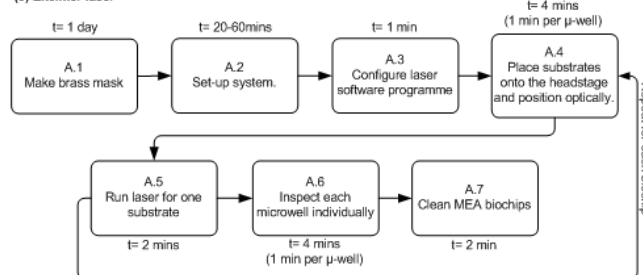 t= 1 day
A.1
Make brass mask
t= 20-60mins
A.2
Set-up system.
t= 1 min
A.3
Configure laser
software programme
t= 4 mins
(1 min per µ-well)
A.4
Place substrates
onto the headstage
and position optically.
A.5
Run laser for one
substrate
t= 2 mins
A.6
Inspect each
microwell individually
t= 4 mins
(1 min per µ-well)
A.7
Clean MEA biochips
t= 2 min